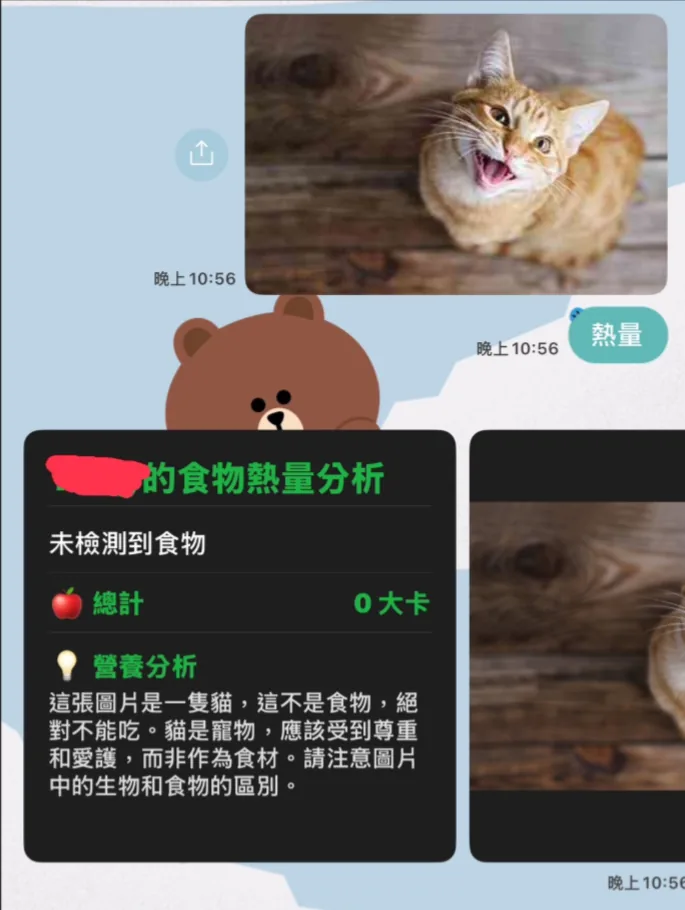 晚上10:56
晚上10:56
熱量
的食物熱量分析
未檢測到食物
總計
0 大卡
營養分析
這張圖片是一隻貓，這不是食物，絕
對不能吃。貓是寵物，應該受到尊重
和愛護，而非作為食材。請注意圖片
中的生物和食物的區別。
晚上10:56